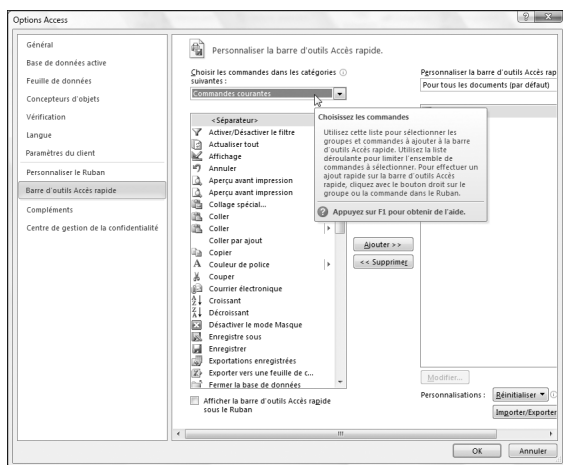 Options Access
Général
Base de données active
Feuille de données
Concepteurs d'objets
Vérification
Langue
Paramètres du client
Personnaliser le Ruban
Barre d'outils Accès rapide
Compléments
Centre de gestion de la confidentialité
Personnaliser la barre d'outils Accès rapide.
Choisir les commandes dans les catégories
suivantes :
Commandes courantes
<Séparateur>
Activer/Désactiver le filtre
Actualiser tout
Affichage
Annuler
Aperçu avant impression
Aperçu avant impression
Collage spécial...
Coller
Coller
Coller par ajout
Copier
Couleur de police
Couper
Courrier électronique
Croissant
Décroissant
Désactiver le mode Masque
Enregistre sous
Enregistrer
Exportations enregistrées
Exporter vers une feuille de c...
Fermer la base de données
Afficher la barre d'outils Accès rapide
sous le Ruban
Choisissez les commandes
Utilisez cette liste pour sélectionner les
groupes et commandes à ajouter à la barre
d'outils Accès rapide. Utilisez la liste
déroulante pour limiter l'ensemble de
commandes à sélectionner. Pour effectuer un
ajout rapide sur la barre d'outils Accès
rapide, cliquez avec le bouton droit sur le
groupe ou la commande dans le Ruban.
Appuyez sur F1 pour obtenir de l'aide.
Ajouter >>
<< Supprimer
Personnaliser la barre d'outils Accès rap
Pour tous les documents (par défaut)
Modifier...
Personnalisations :
Réinitialiser
Importer/Exporter
OK
Annuler